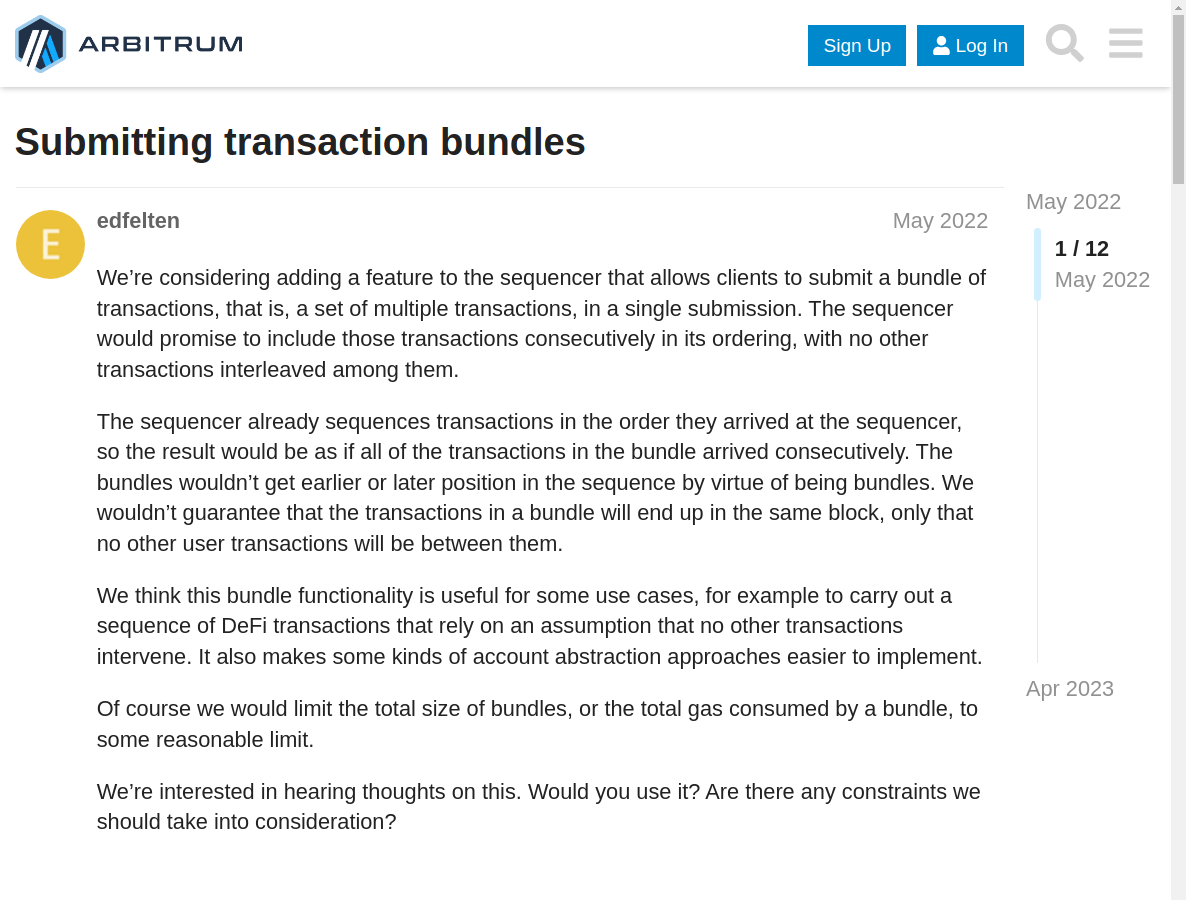 ARBITRUM
Sign Up
Log In
Submitting transaction bundles
E
edfelten
May 2022
We’re considering adding a feature to the sequencer that allows clients to submit a bundle of
transactions, that is, a set of multiple transactions, in a single submission. The sequencer
would promise to include those transactions consecutively in its ordering, with no other
transactions interleaved among them.
The sequencer already sequences transactions in the order they arrived at the sequencer,
so the result would be as if all of the transactions in the bundle arrived consecutively. The
bundles wouldn’t get earlier or later position in the sequence by virtue of being bundles. We
wouldn’t guarantee that the transactions in a bundle will end up in the same block, only that
no other user transactions will be between them.
We think this bundle functionality is useful for some use cases, for example to carry out a
sequence of DeFi transactions that rely on an assumption that no other transactions
intervene. It also makes some kinds of account abstraction approaches easier to implement.
Of course we would limit the total size of bundles, or the total gas consumed by a bundle, to
some reasonable limit.
We’re interested in hearing thoughts on this. Would you use it? Are there any constraints we
should take into consideration?
May 2022
1 / 12
May 2022
Apr 2023